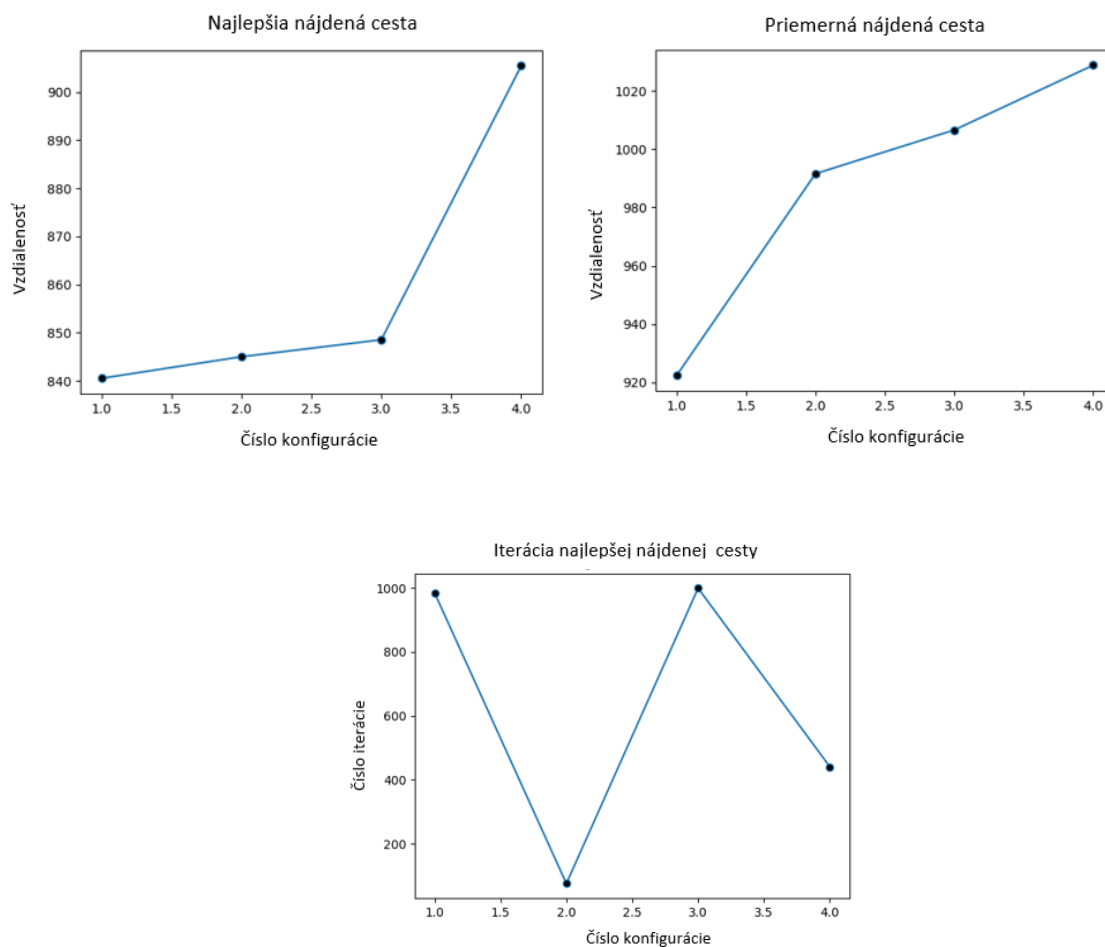 Najlepšia nájdená cesta
900
890
880
870
860
850
840
Vzdialenosť
1.0 1.5 2.0 2.5 3.0 3.5 4.0
Číslo konfigurácie
Priemerná nájdená cesta
1020
1000
980
960
940
920
Vzdialenosť
1.0 1.5 2.0 2.5 3.0 3.5 4.0
Číslo konfigurácie
Iterácia najlepšej nájdenej cesty
1000
800
600
400
200
Číslo iterácie
1.0 1.5 2.0 2.5 3.0 3.5 4.0
Číslo konfigurácie